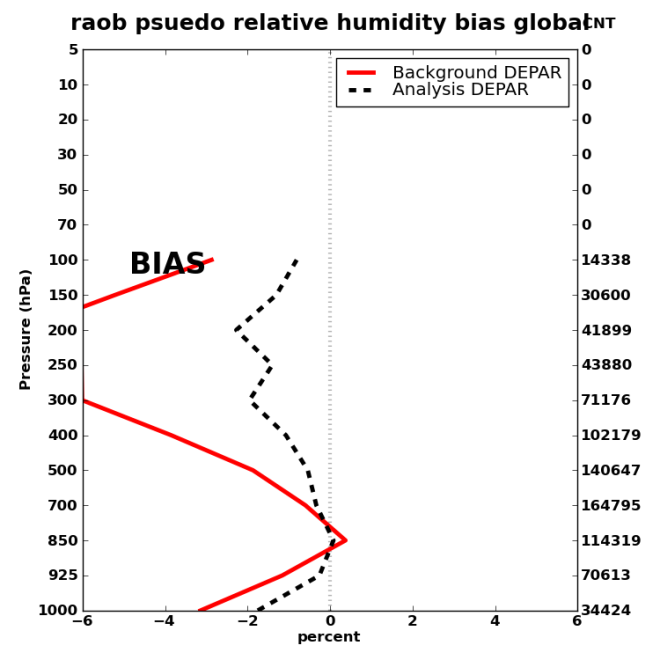 raob psuedo relative humidity bias global CNT
Background DEPAR
Analysis DEPAR
BIAS
Pressure (hPa)
5 0
10 0
20 0
30 0
50 0
70 0
100 14338
150 30600
200 41899
250 43880
300 71176
400 102179
500 140647
700 164795
850 114319
925 70613
1000 34424
−6 −4 −2 0 2 4 6
percent